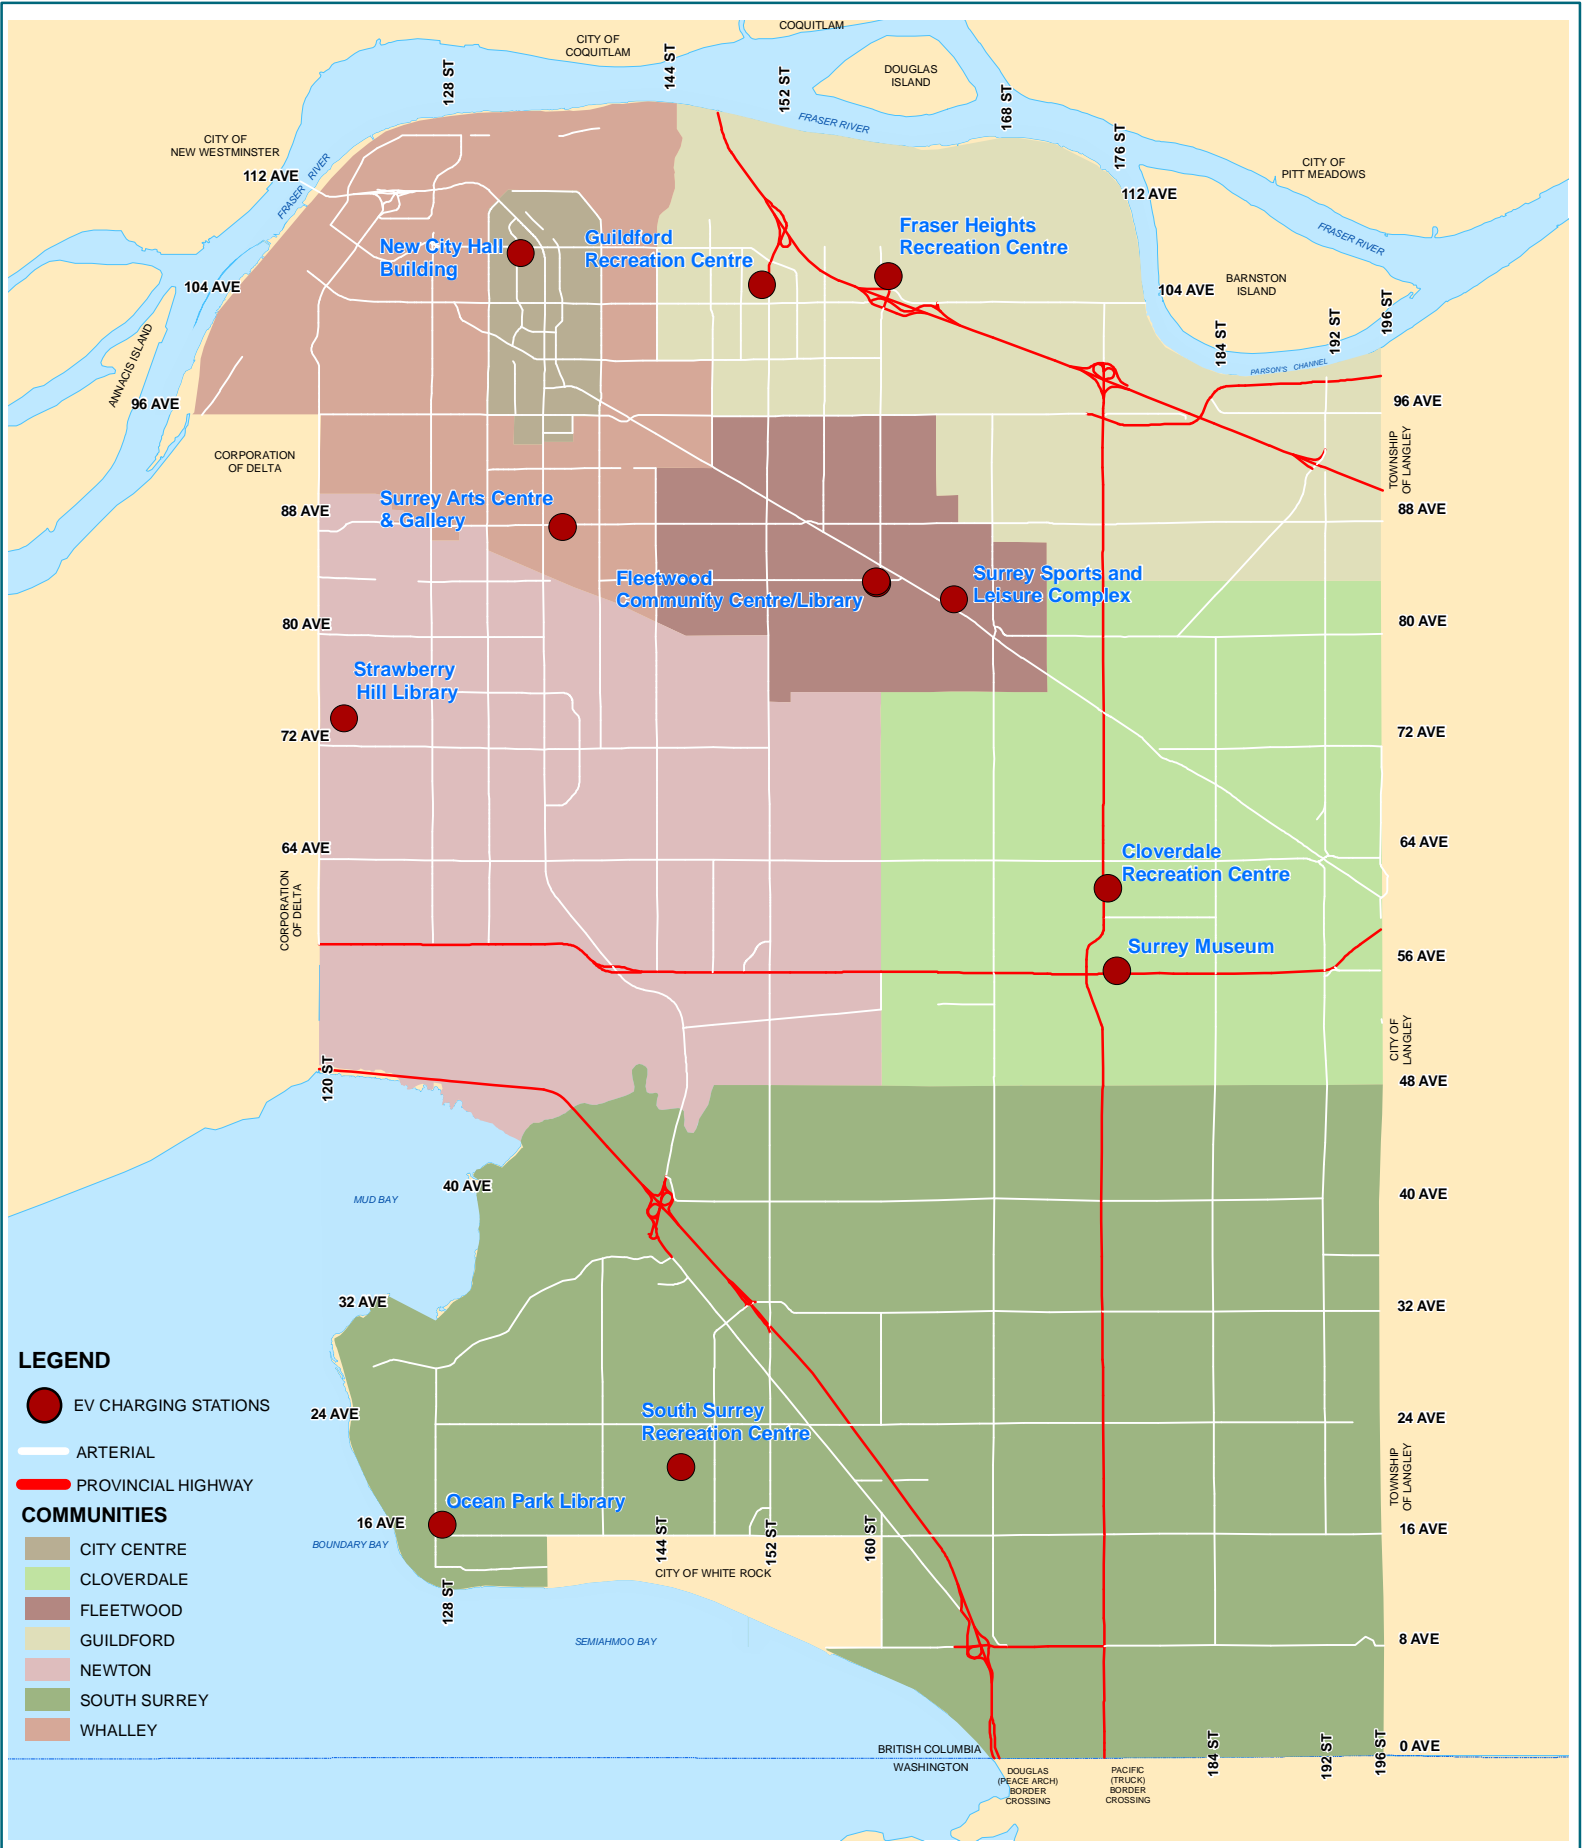 COQUITLAM
CITY OF
COQUITLAM
144 ST
128 ST
152 ST
DOUGLAS
ISLAND
168 ST
FRASER RIVER
176 ST
CITY OF
NEW WESTMINSTER
112 AVE
FRASER RIVER
CITY OF
PITT MEADOWS
112 AVE
FRASER RIVER
New City Hall
Building
Guildford
Recreation Centre
Fraser Heights
Recreation Centre
104 AVE
104 AVE
BARNSTON
ISLAND
196 ST
192 ST
184 ST
PARSON'S CHANNEL
ANNACIS ISLAND
96 AVE
96 AVE
CORPORATION
OF DELTA
TOWNSHIP
OF LANGLEY
Surrey Arts Centre
& Gallery
88 AVE
88 AVE
Fleetwood
Community Centre/Library
Surrey Sports and
Leisure Complex
80 AVE
80 AVE
Strawberry
Hill Library
72 AVE
72 AVE
64 AVE
64 AVE
Cloverdale
Recreation Centre
CORPORATION
OF DELTA
Surrey Museum
56 AVE
CITY OF
LANGLEY
120 ST
48 AVE
MUD BAY
40 AVE
40 AVE
32 AVE
32 AVE
LEGEND
EV CHARGING STATIONS
ARTERIAL
PROVINCIAL HIGHWAY
COMMUNITIES
CITY CENTRE
CLOVERDALE
FLEETWOOD
GUILDFORD
NEWTON
SOUTH SURREY
WHALLEY
24 AVE
South Surrey
Recreation Centre
24 AVE
TOWNSHIP
OF LANGLEY
Ocean Park Library
16 AVE
16 AVE
BOUNDARY BAY
144 ST
152 ST
160 ST
CITY OF WHITE ROCK
128 ST
SEMIAHMOO BAY
8 AVE
184 ST
192 ST
196 ST
0 AVE
BRITISH COLUMBIA
WASHINGTON
DOUGLAS
(PEACE ARCH)
BORDER
CROSSING
PACIFIC
(TRUCK)
BORDER
CROSSING